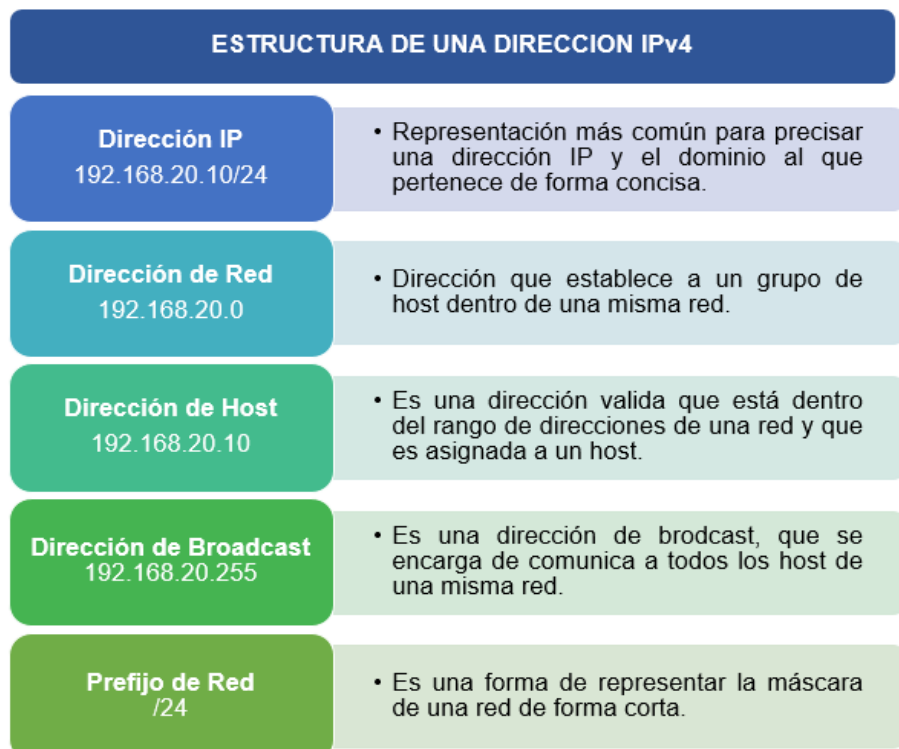 ESTRUCTURA DE UNA DIRECCION IPv4
Dirección IP
192.168.20.10/24
• Representación más común para precisar
una dirección IP y el dominio al que
pertenece de forma concisa.
Dirección de Red
192.168.20.0
• Dirección que establece a un grupo de
host dentro de una misma red.
Dirección de Host
192.168.20.10
• Es una dirección valida que está dentro
del rango de direcciones de una red y que
es asignada a un host.
Dirección de Broadcast
192.168.20.255
• Es una dirección de brodcast, que se
encarga de comunica a todos los host de
una misma red.
Prefijo de Red
/24
• Es una forma de representar la máscara
de una red de forma corta.